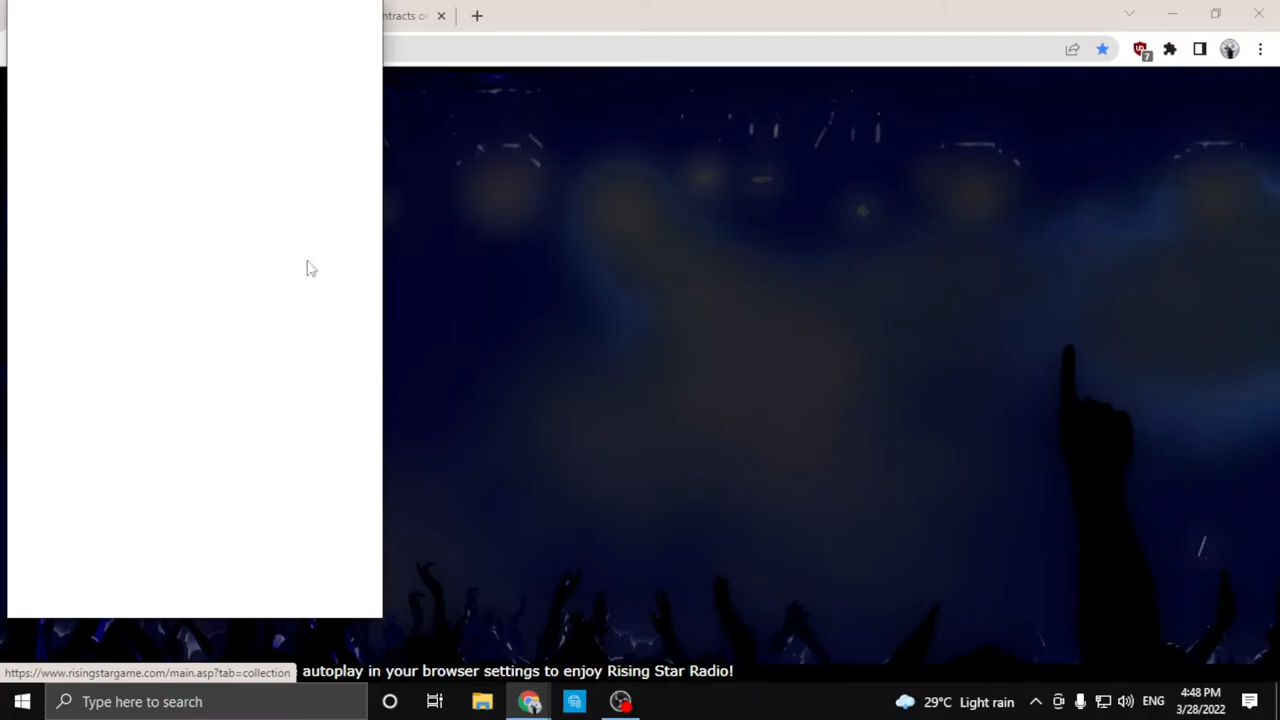 ntracts o
7
https://www.risingstargame.com/main.asp?tab=collection
autoplay in your browser settings to enjoy Rising Star Radio!
Type here to search
29°C Light rain
ENG
4:48 PM
3/28/2022